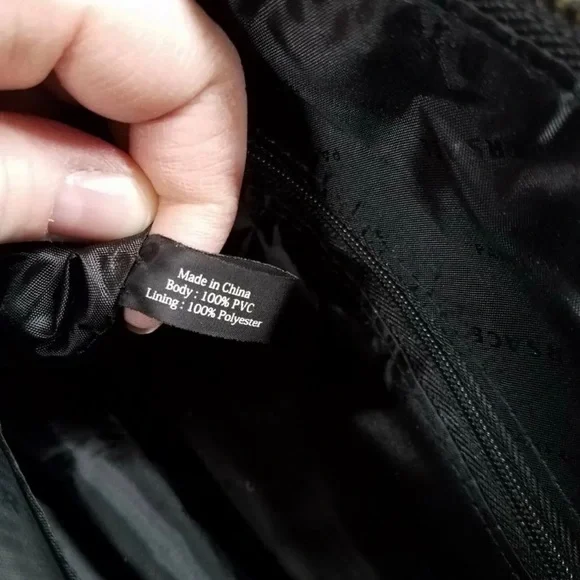 Made in China
Body : 100% PVC
Lining : 100% Polyester